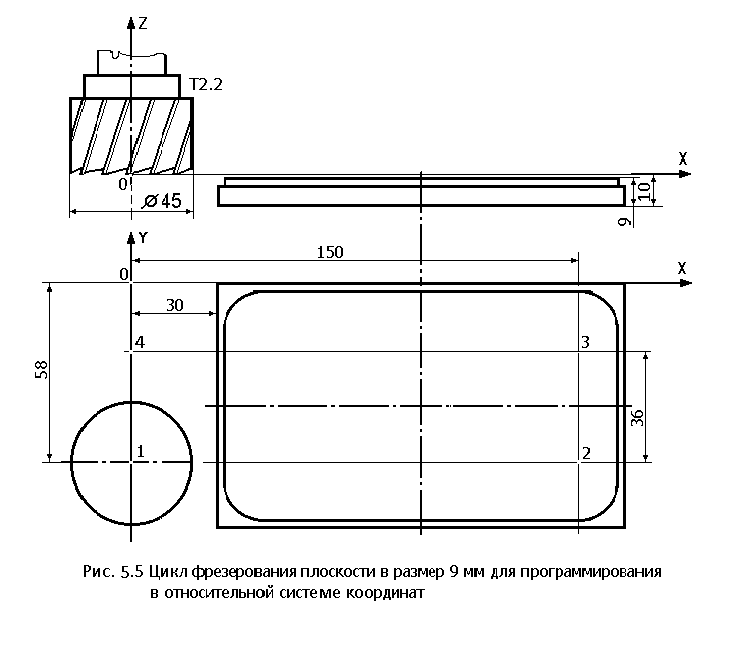 Z
T2.2
X
0
10
⌀45
9
Y
150
0
X
30
4
3
58
36
1
2
Рис. 5.5 Цикл фрезерования плоскости в размер 9 мм для программирования
в относительной системе координат